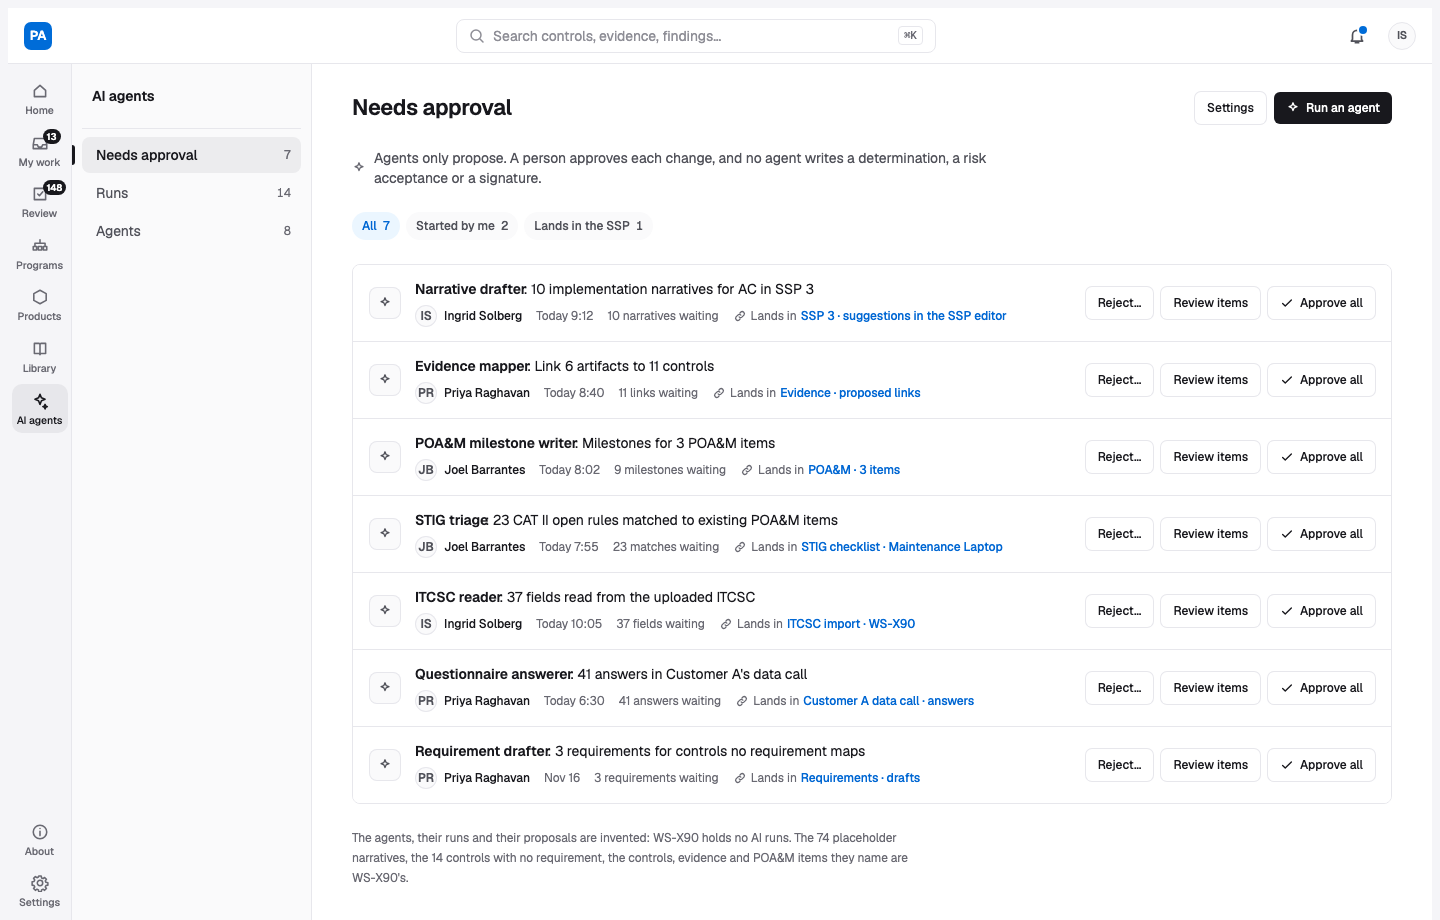 PA
Search controls, evidence, findings...
⌘K
IS
Home
13
My work
148
Review
Programs
Products
Library
AI agents
About
Settings
AI agents
Needs approval 7
Runs 14
Agents 8
Needs approval
Settings
Run an agent
Agents only propose. A person approves each change, and no agent writes a determination, a risk
acceptance or a signature.
All 7
Started by me 2
Lands in the SSP 1
Narrative drafter: 10 implementation narratives for AC in SSP 3
IS Ingrid Solberg Today 9:12 10 narratives waiting Lands in SSP 3 · suggestions in the SSP editor
Reject... Review items Approve all
Evidence mapper: Link 6 artifacts to 11 controls
PR Priya Raghavan Today 8:40 11 links waiting Lands in Evidence · proposed links
Reject... Review items Approve all
POA&M milestone writer: Milestones for 3 POA&M items
JB Joel Barrantes Today 8:02 9 milestones waiting Lands in POA&M · 3 items
Reject... Review items Approve all
STIG triage: 23 CAT II open rules matched to existing POA&M items
JB Joel Barrantes Today 7:55 23 matches waiting Lands in STIG checklist · Maintenance Laptop
Reject... Review items Approve all
ITCSC reader: 37 fields read from the uploaded ITCSC
IS Ingrid Solberg Today 10:05 37 fields waiting Lands in ITCSC import · WS-X90
Reject... Review items Approve all
Questionnaire answerer: 41 answers in Customer A's data call
PR Priya Raghavan Today 6:30 41 answers waiting Lands in Customer A data call · answers
Reject... Review items Approve all
Requirement drafter: 3 requirements for controls no requirement maps
PR Priya Raghavan Nov 16 3 requirements waiting Lands in Requirements · drafts
Reject... Review items Approve all
The agents, their runs and their proposals are invented: WS-X90 holds no AI runs. The 74 placeholder
narratives, the 14 controls with no requirement, the controls, evidence and POA&M items they name are
WS-X90's.